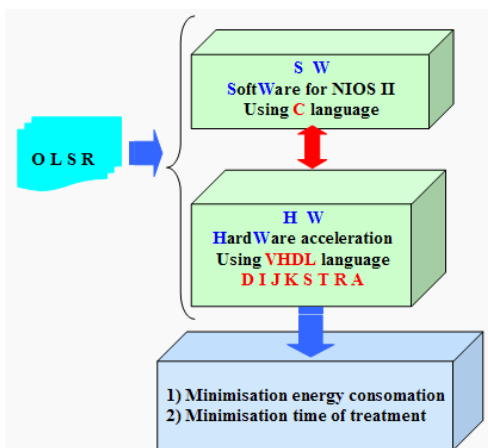 O L S R
S W
SoftWare for NIOS II
Using C language
H W
HardWare acceleration
Using VHDL language
D I J K S T R A
1) Minimisation energy consomation
2) Minimisation time of treatment